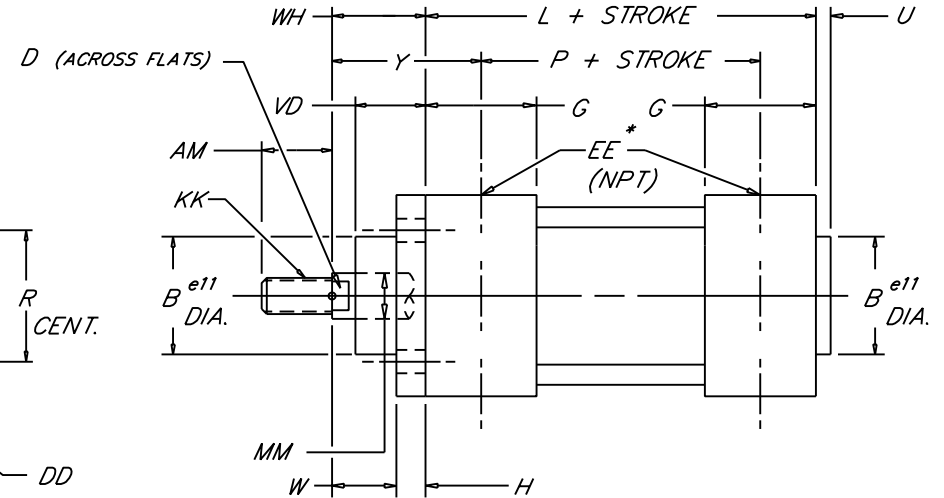 WH
L + STROKE
U
D (ACROSS FLATS)
Y
P + STROKE
VD
G
G
AM
EE *
(NPT)
KK
R
CENT.
B e11
DIA.
B e11
DIA.
MM
DD
W
H